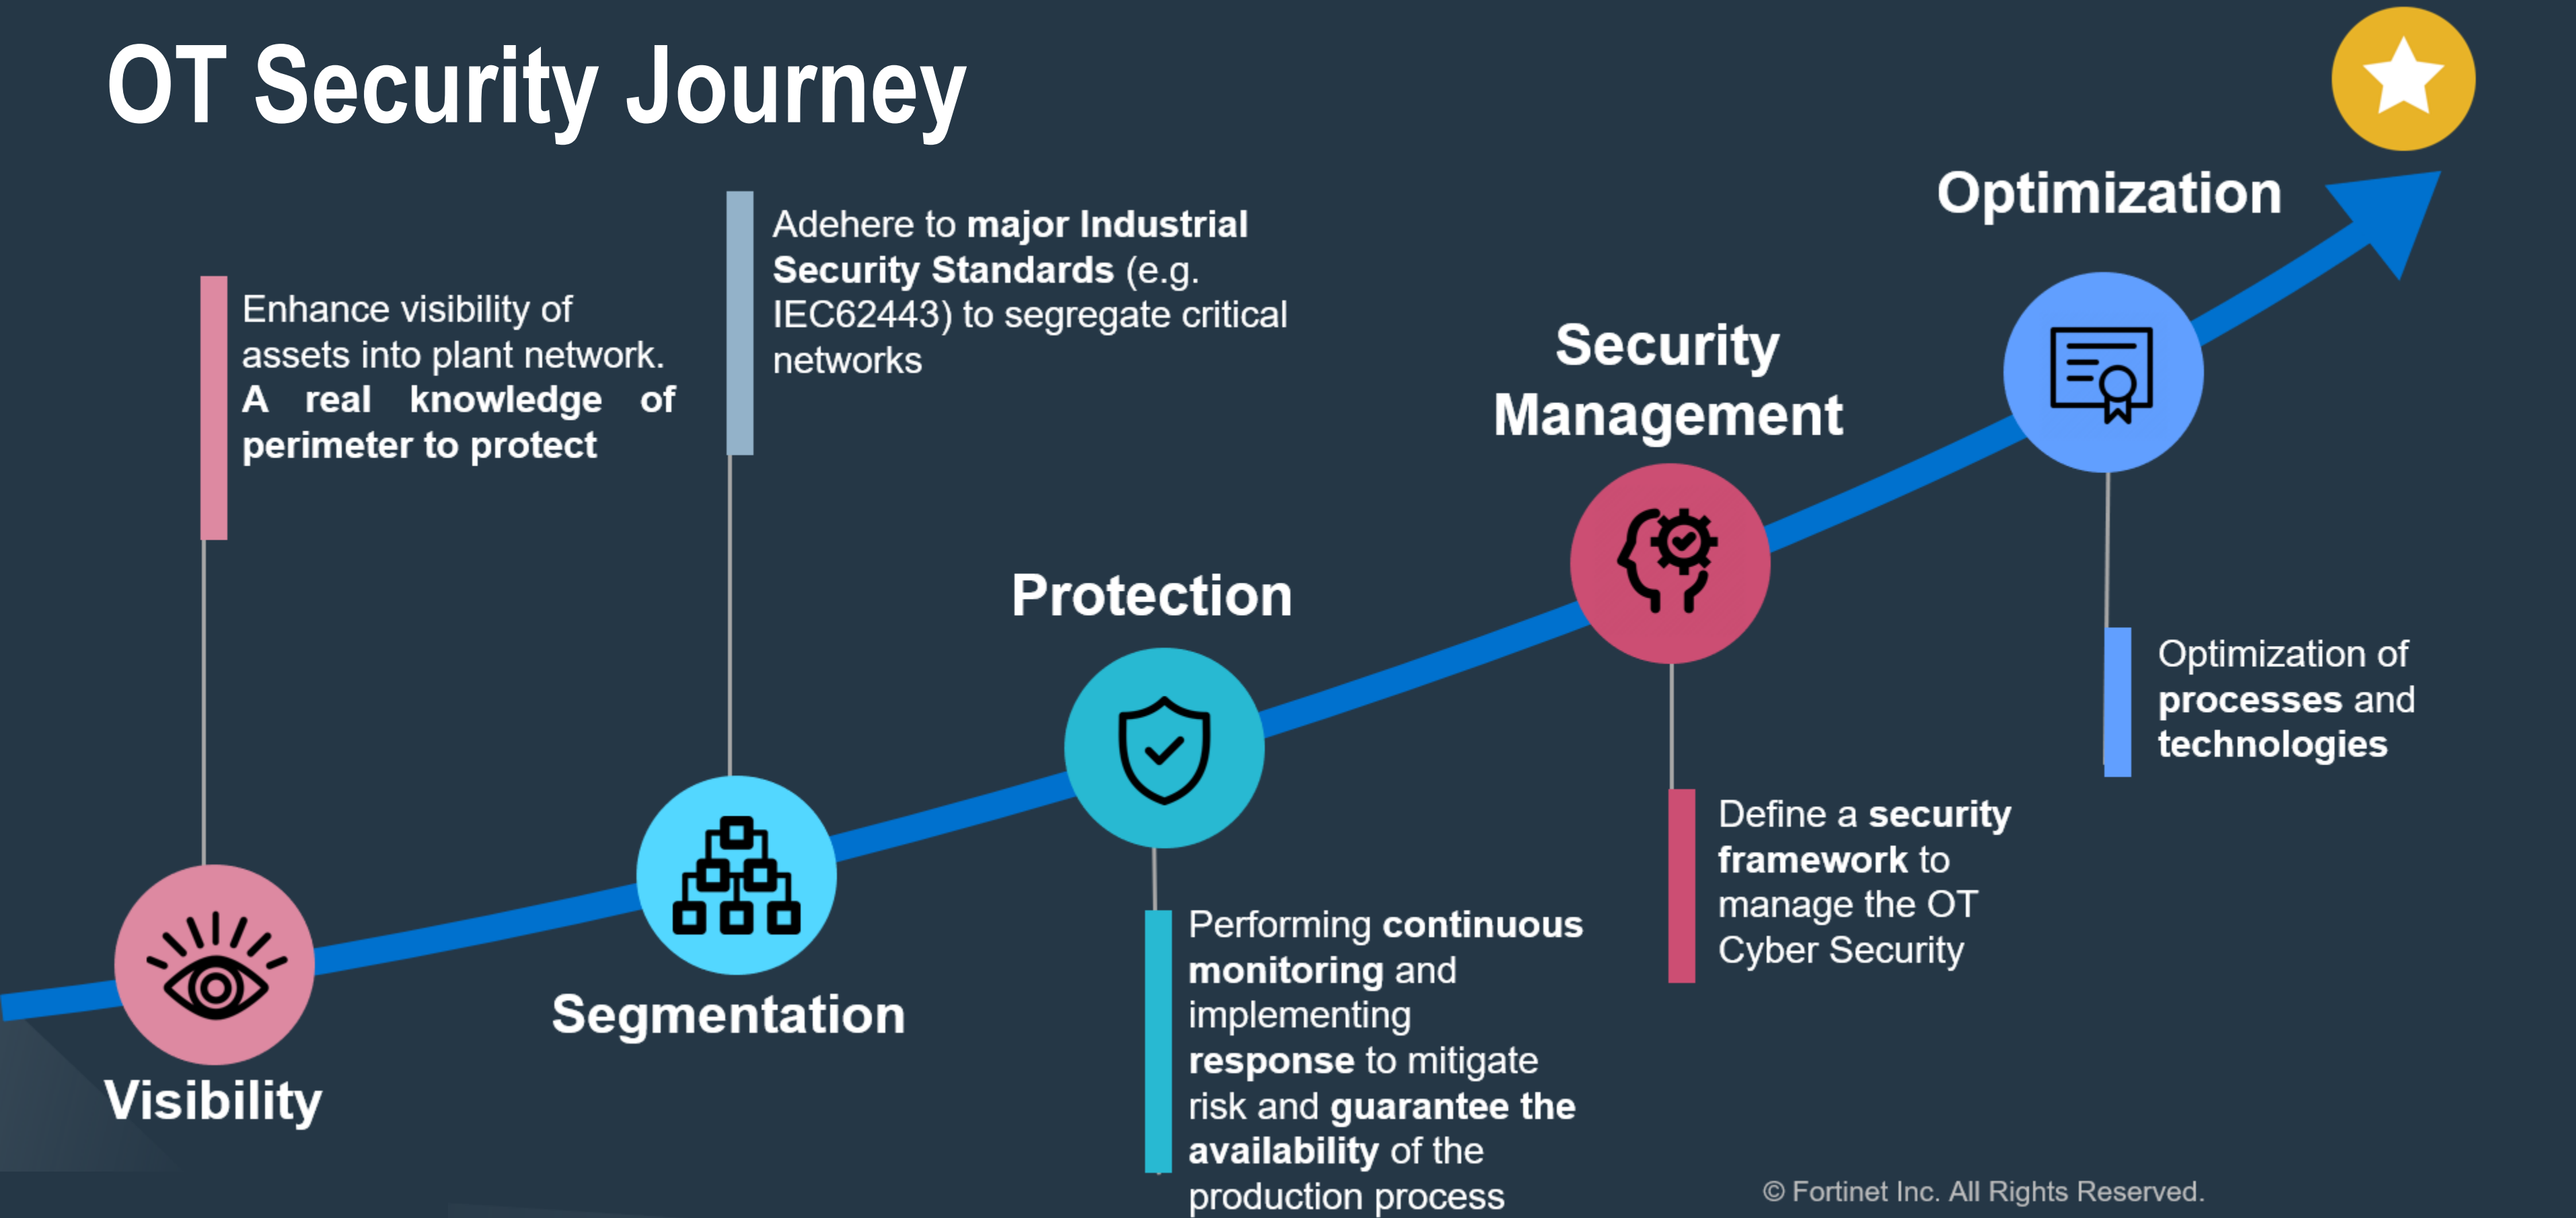 OT Security Journey
Enhance visibility of
assets into plant network.
A real knowledge of
perimeter to protect
Visibility
Adehere to major Industrial
Security Standards (e.g.
IEC62443) to segregate critical
networks
Segmentation
Protection
Performing continuous
monitoring and
implementing
response to mitigate
risk and guarantee the
availability of the
production process
Security
Management
Define a security
framework to
manage the OT
Cyber Security
Optimization
Optimization of
processes and
technologies
© Fortinet Inc. All Rights Reserved.